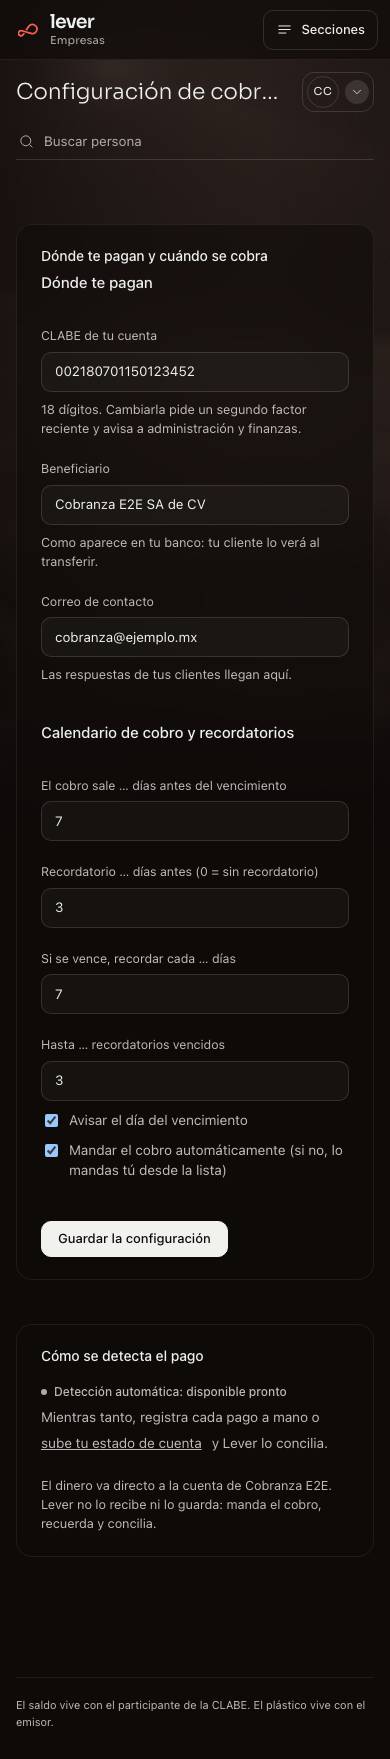 lever
Empresas
Secciones
Configuración de cobr...
CC
Buscar persona
Dónde te pagan y cuándo se cobra
Dónde te pagan
CLABE de tu cuenta
002180701150123452
18 dígitos. Cambiarla pide un segundo factor
reciente y avisa a administración y finanzas.
Beneficiario
Cobranza E2E SA de CV
Como aparece en tu banco: tu cliente lo verá al
transferir.
Correo de contacto
cobranza@ejemplo.mx
Las respuestas de tus clientes llegan aquí.
Calendario de cobro y recordatorios
El cobro sale … días antes del vencimiento
7
Recordatorio … días antes (0 = sin recordatorio)
3
Si se vence, recordar cada … días
7
Hasta … recordatorios vencidos
3
Avisar el día del vencimiento
Mandar el cobro automáticamente (si no, lo
mandas tú desde la lista)
Guardar la configuración
Cómo se detecta el pago
Detección automática: disponible pronto
Mientras tanto, registra cada pago a mano o
sube tu estado de cuenta y Lever lo concilia.
El dinero va directo a la cuenta de Cobranza E2E.
Lever no lo recibe ni lo guarda: manda el cobro,
recuerda y concilia.
El saldo vive con el participante de la CLABE. El plástico vive con el
emisor.